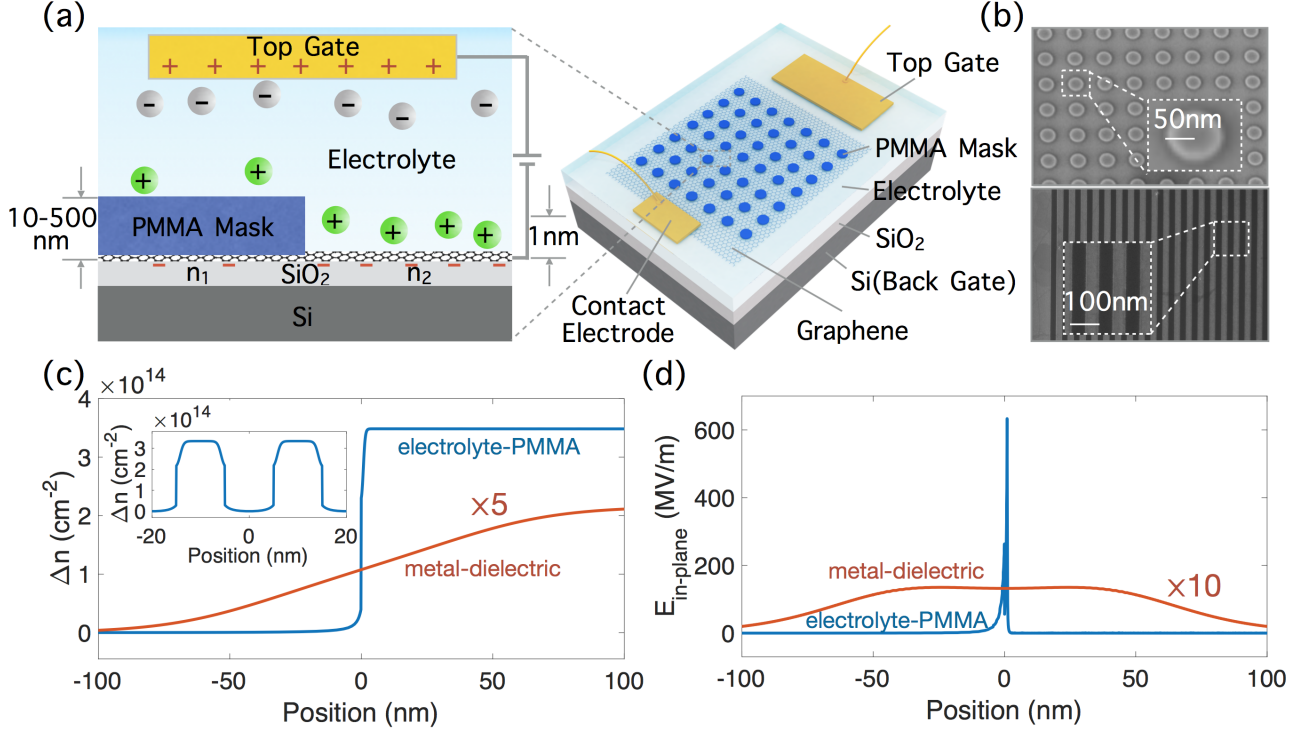 (a)
Top Gate
+ + + + + + +
- - - - - -
Electrolyte
+ +
10-500
nm
PMMA Mask
+ + + +
1nm
n1
SiO2
n2
Si
Top Gate
PMMA Mask
Electrolyte
SiO2
Si(Back Gate)
Graphene
Contact
Electrode
(b)
50nm
100nm
(c)
×10^14
Δn (cm^-2)
4
3
2
1
0
-100
-50
0
50
100
Position (nm)
electrolyte-PMMA
×5
metal-dielectric
×10^14
Δn (cm^-2)
3
2
1
0
-20
0
20
Position (nm)
(d)
E_in-plane (MV/m)
600
400
200
0
-100
-50
0
50
100
Position (nm)
metal-dielectric
×10
electrolyte-PMMA